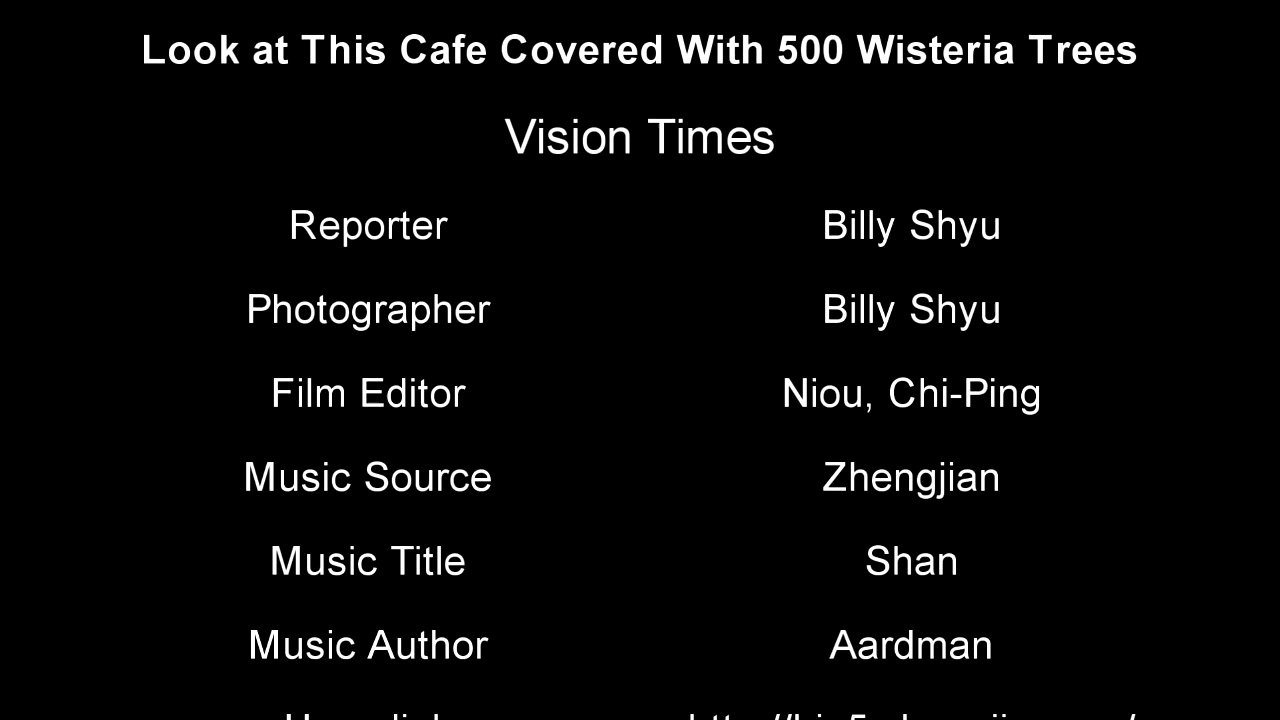 Look at This Cafe Covered With 500 Wisteria Trees
Vision Times
Reporter Billy Shyu
Photographer Billy Shyu
Film Editor Niou, Chi-Ping
Music Source Zhengjian
Music Title Shan
Music Author Aardman